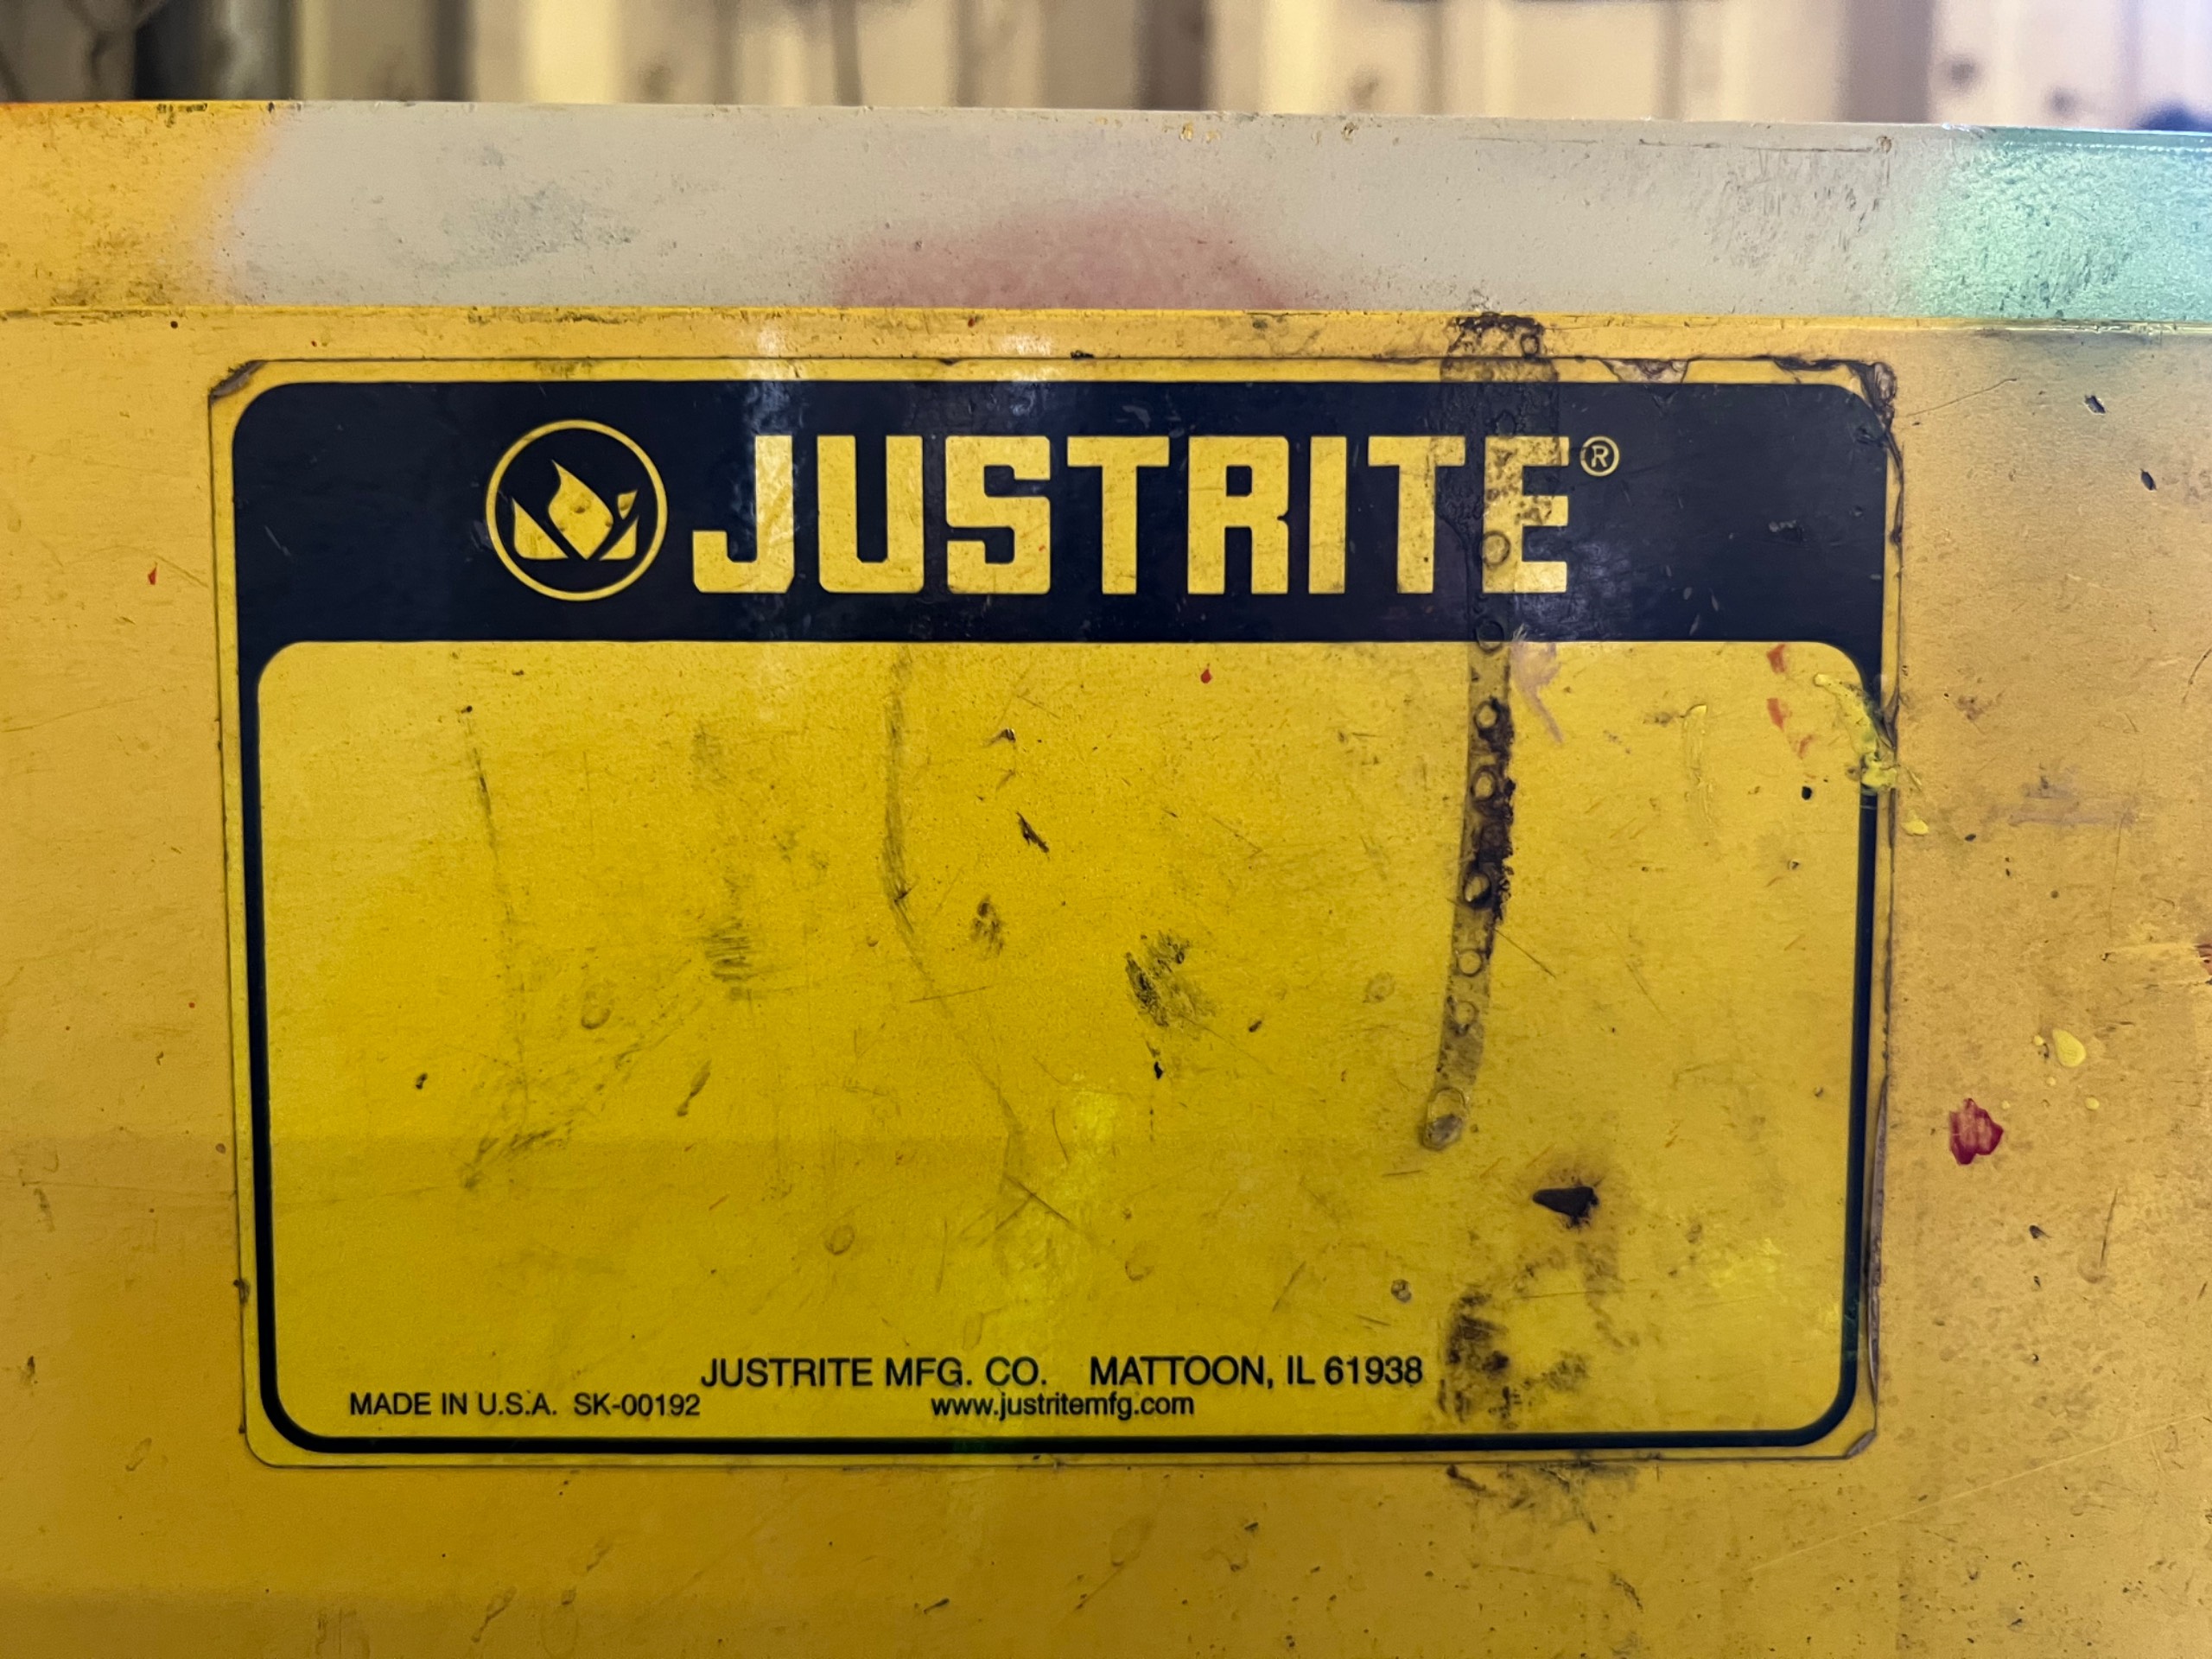 JUSTRITE®
JUSTRITE MFG. CO. MATTOON, IL 61938
MADE IN U.S.A. SK-00192 www.justritemfg.com